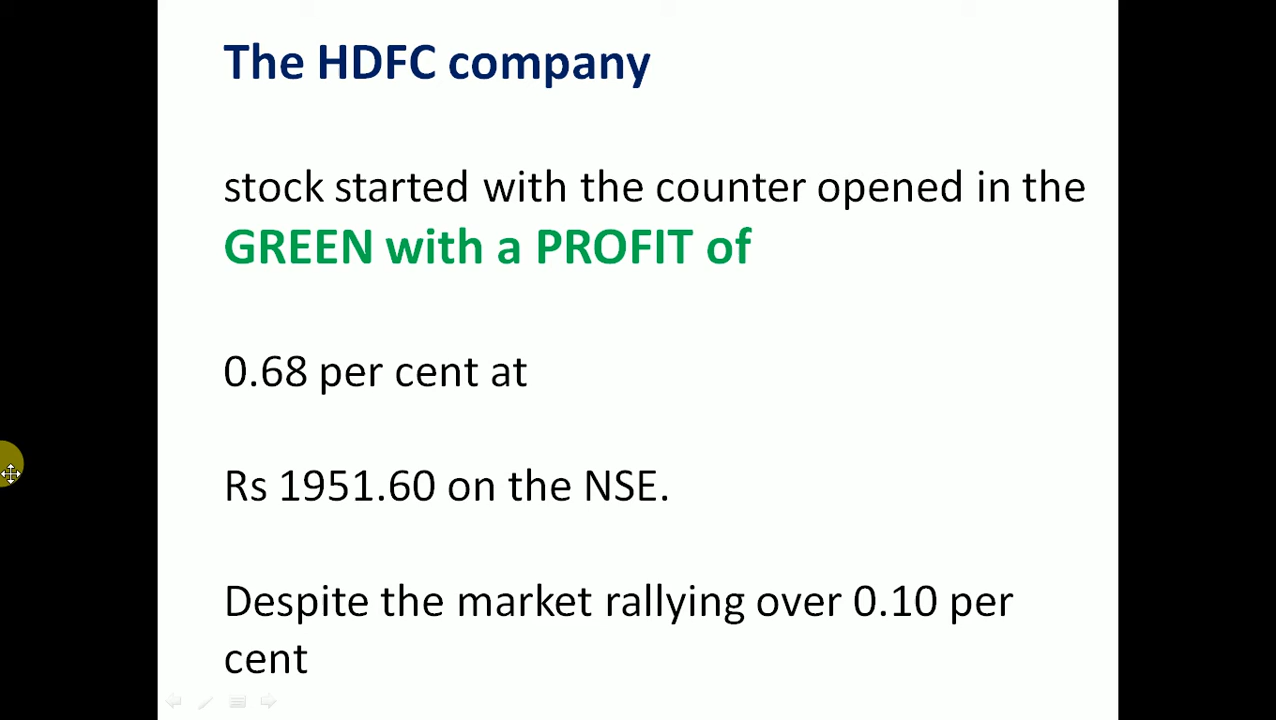 The HDFC company
stock started with the counter opened in the
GREEN with a PROFIT of
0.68 per cent at
Rs 1951.60 on the NSE.
Despite the market rallying over 0.10 per
cent